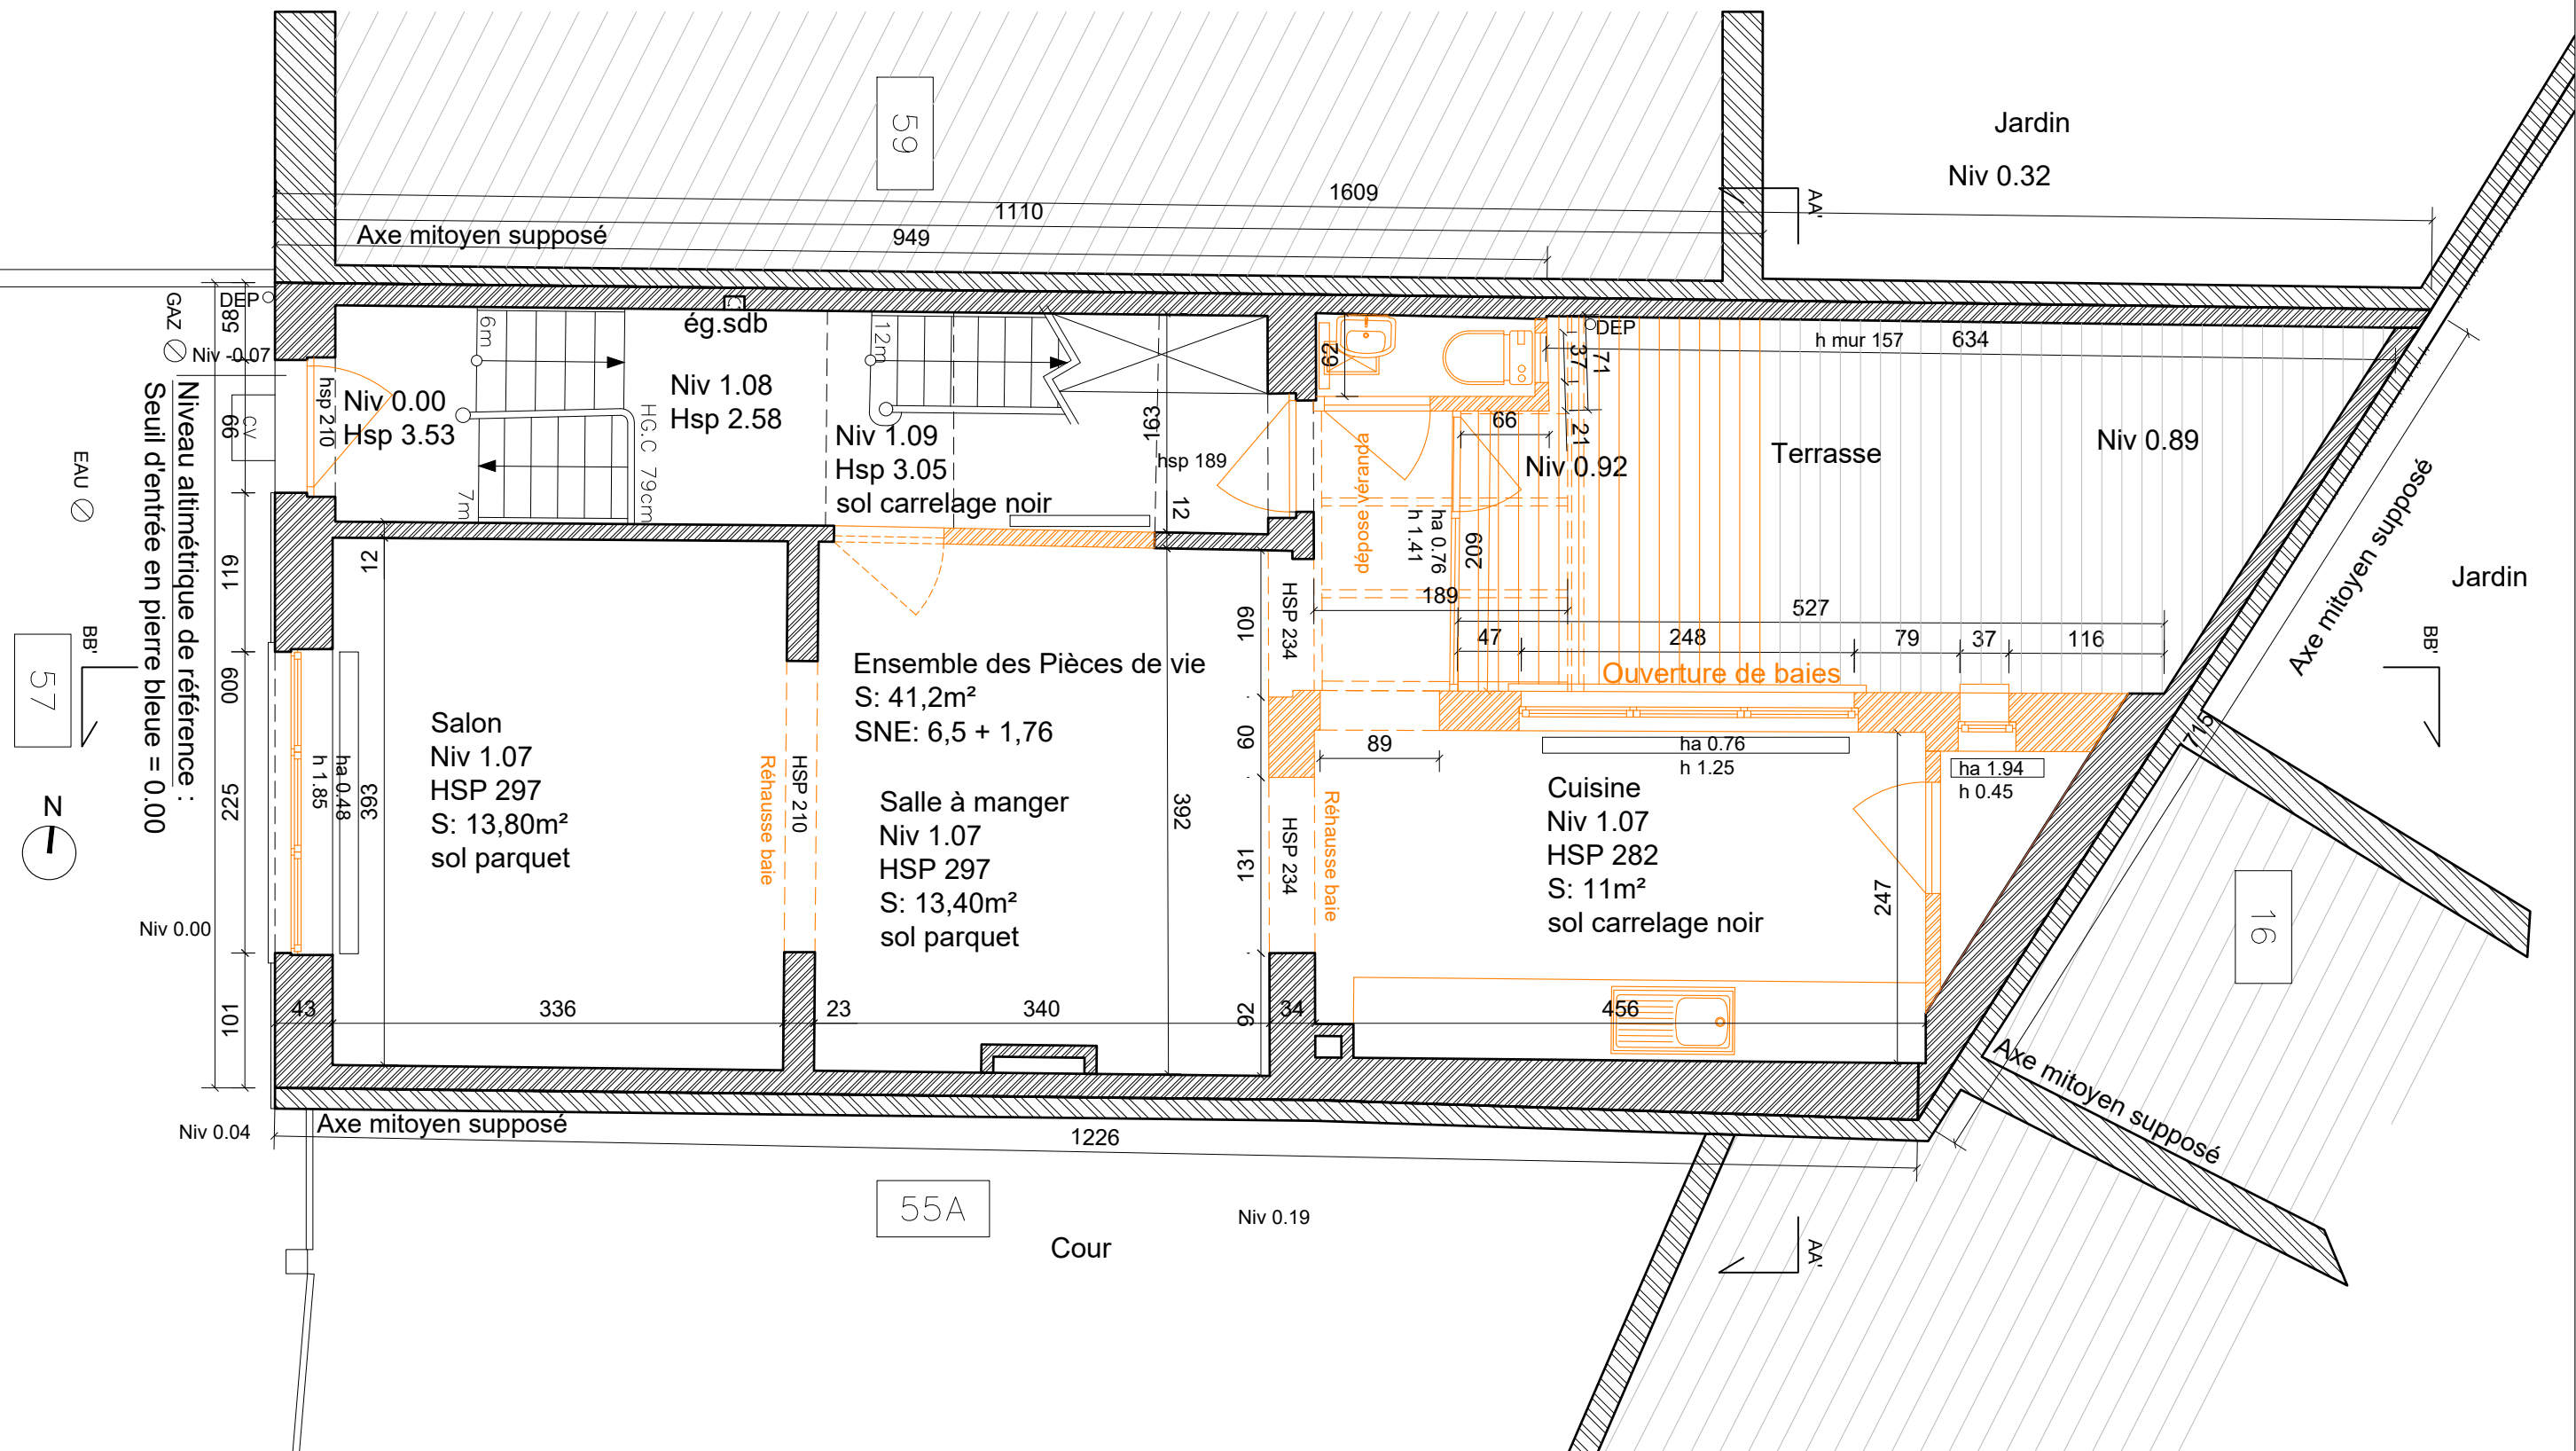 59
Jardin
Niv 0.32
1609
1110
949
Axe mitoyen supposé
AA'
GAZ
DEP
58
Niv -0.07
99
CV
119
600
225
101
EAU
Niveau altimétrique de référence :
Seuil d'entrée en pierre bleue = 0.00
BB'
57
N
Niv 0.00
Niv 0.04
6m
7m
hsp 210
Niv 0.00
Hsp 3.53
HG.C 79cm
ég.sdb
Niv 1.08
Hsp 2.58
12m
Niv 1.09
Hsp 3.05
sol carrelage noir
193
12
hsp 189
62
DEP
37
71
66
21
h mur 157
634
Niv 0.92
Terrasse
Niv 0.89
dépose véranda
ha 0.76
h 1.41
209
189
527
47
248
79
37
116
Ouverture de baies
12
393
ha 0.48
h 1.85
Salon
Niv 1.07
HSP 297
S: 13,80m²
sol parquet
Réhausse baie
HSP 210
Ensemble des Pièces de vie
S: 41,2m²
SNE: 6,5 + 1,76
Salle à manger
Niv 1.07
HSP 297
S: 13,40m²
sol parquet
392
109
60
131
92
HSP 234
HSP 234
Réhausse baie
89
ha 0.76
h 1.25
Cuisine
Niv 1.07
HSP 282
S: 11m²
sol carrelage noir
247
ha 1.94
h 0.45
43
336
23
340
34
456
Axe mitoyen supposé
Jardin
BB'
715
16
Axe mitoyen supposé
Axe mitoyen supposé
1226
55A
Niv 0.19
Cour
AA'